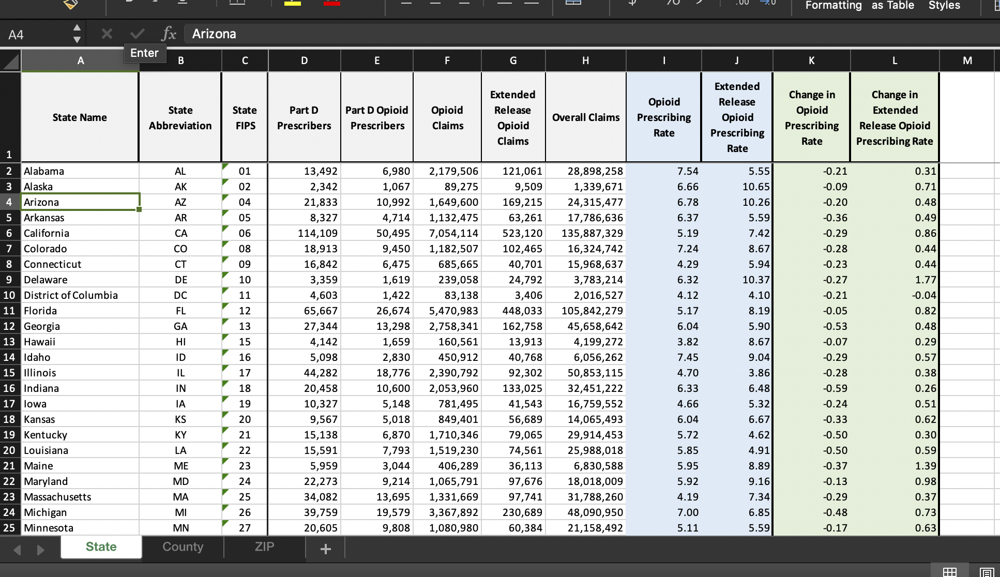 Formatting as Table Styles
A4 fx Arizona
Enter
A B C D E F G H I J K L M
1 State Name State Abbreviation State FIPS Part D Prescribers Part D Opioid Prescribers Opioid Claims Extended Release Opioid Claims Overall Claims Opioid Prescribing Rate Extended Release Opioid Prescribing Rate Change in Opioid Prescribing Rate Change in Extended Release Opioid Prescribing Rate
2 Alabama AL 01 13,492 6,980 2,179,506 121,061 28,898,258 7.54 5.55 -0.21 0.31
3 Alaska AK 02 2,342 1,067 89,275 9,509 1,339,671 6.66 10.65 -0.09 0.71
4 Arizona AZ 04 21,833 10,992 1,649,600 169,215 24,315,477 6.78 10.26 -0.20 0.48
5 Arkansas AR 05 8,327 4,714 1,132,475 63,261 17,786,636 6.37 5.59 -0.36 0.49
6 California CA 06 114,109 50,495 7,054,114 523,120 135,887,329 5.19 7.42 -0.29 0.86
7 Colorado CO 08 18,913 9,450 1,182,507 102,465 16,324,742 7.24 8.67 -0.28 0.44
8 Connecticut CT 09 16,842 6,475 685,665 40,701 15,968,637 4.29 5.94 -0.23 0.44
9 Delaware DE 10 3,359 1,619 239,058 24,792 3,783,214 6.32 10.37 -0.27 1.77
10 District of Columbia DC 11 4,603 1,422 83,138 3,406 2,016,527 4.12 4.10 -0.21 -0.04
11 Florida FL 12 65,667 26,674 5,470,983 448,033 105,842,279 5.17 8.19 -0.05 0.82
12 Georgia GA 13 27,344 13,298 2,758,341 162,758 45,658,642 6.04 5.90 -0.53 0.48
13 Hawaii HI 15 4,142 1,659 160,561 13,913 4,199,272 3.82 8.67 -0.07 0.29
14 Idaho ID 16 5,098 2,830 450,912 40,768 6,056,262 7.45 9.04 -0.29 0.57
15 Illinois IL 17 44,282 18,776 2,390,792 92,302 50,853,115 4.70 3.86 -0.28 0.38
16 Indiana IN 18 20,458 10,600 2,053,960 133,025 32,451,222 6.33 6.48 -0.59 0.26
17 Iowa IA 19 10,327 5,148 781,495 41,543 16,759,552 4.66 5.32 -0.24 0.51
18 Kansas KS 20 9,567 5,018 849,401 56,689 14,065,493 6.04 6.67 -0.33 0.62
19 Kentucky KY 21 15,138 6,870 1,710,346 79,065 29,914,453 5.72 4.62 -0.50 0.30
20 Louisiana LA 22 15,591 7,793 1,519,230 74,561 25,988,018 5.85 4.91 -0.50 0.59
21 Maine ME 23 5,959 3,044 406,289 36,113 6,830,588 5.95 8.89 -0.37 1.39
22 Maryland MD 24 22,273 9,214 1,065,791 97,676 18,018,009 5.92 9.16 -0.13 0.98
23 Massachusetts MA 25 34,082 13,695 1,331,669 97,741 31,788,260 4.19 7.34 -0.29 0.37
24 Michigan MI 26 39,759 19,579 3,367,892 230,689 48,090,950 7.00 6.85 -0.48 0.73
25 Minnesota MN 27 20,605 9,808 1,080,980 60,384 21,158,492 5.11 5.59 -0.17 0.63
State County ZIP +